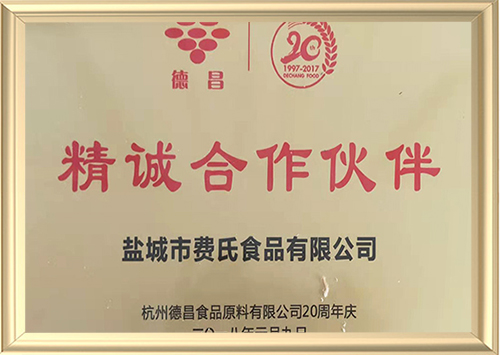 德昌
20th
1997-2017
DECHANG FOOD
精诚合作伙伴
盐城市费氏食品有限公司
杭州德昌食品原料有限公司20周年庆